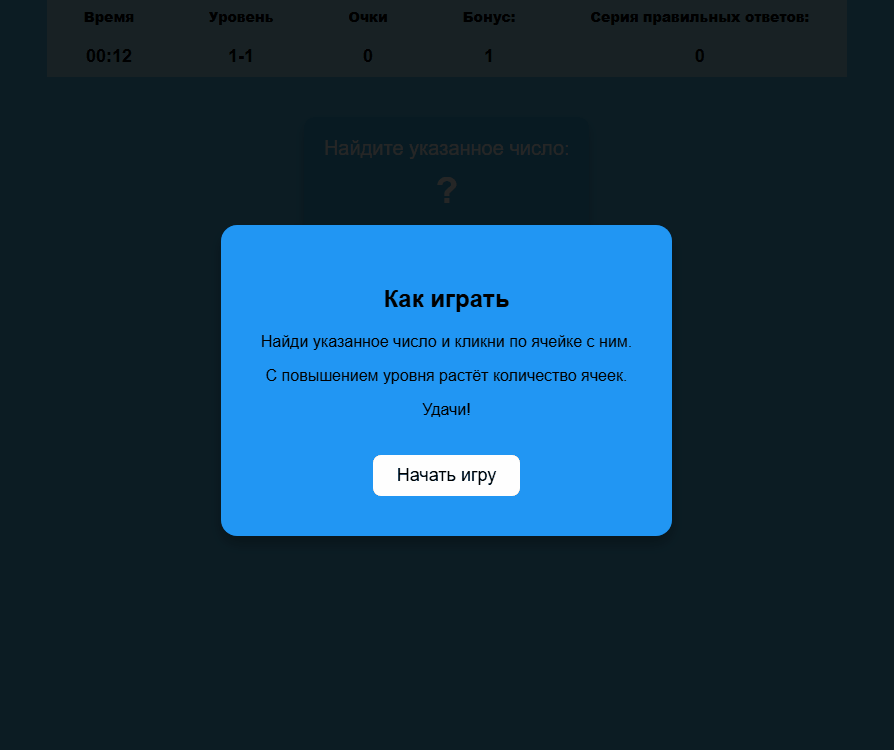 Время Уровень Очки Бонус: Серия правильных ответов:
00:12 1-1 0 1 0
Найдите указанное число:
?
Как играть
Найди указанное число и кликни по ячейке с ним.
С повышением уровня растёт количество ячеек.
Удачи!
Начать игру